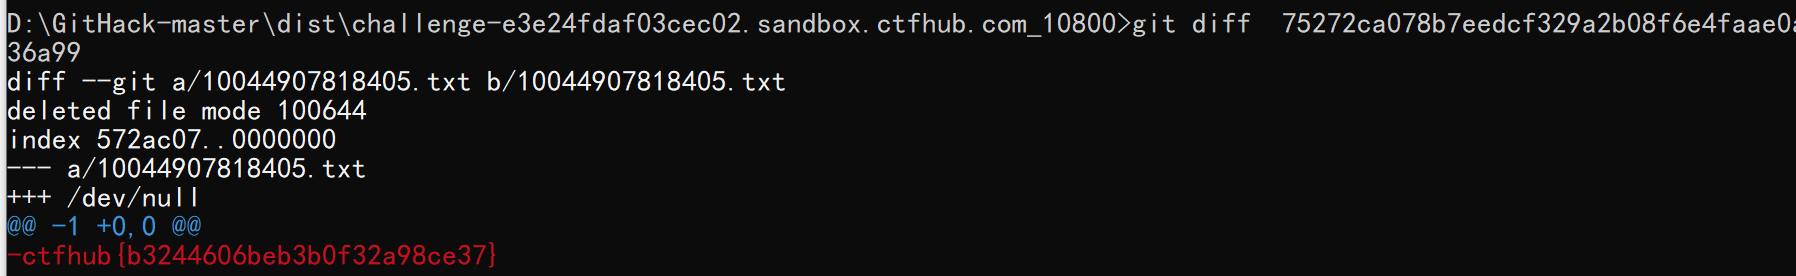 D:\GitHack-master\dist\challenge-e3e24fdaf03cec02.sandbox.ctfhub.com_10800>git diff  75272ca078b7eedcf329a2b08f6e4faae0a
36a99
diff --git a/10044907818405.txt b/10044907818405.txt
deleted file mode 100644
index 572ac07..0000000
--- a/10044907818405.txt
+++ /dev/null
@@ -1 +0,0 @@
-ctfhub{b3244606beb3b0f32a98ce37}